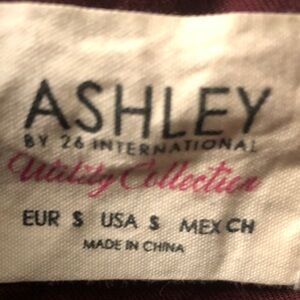 ASHLEY
BY 26 INTERNATIONAL
Utility Collection
EUR S USA S MEX CH
MADE IN CHINA